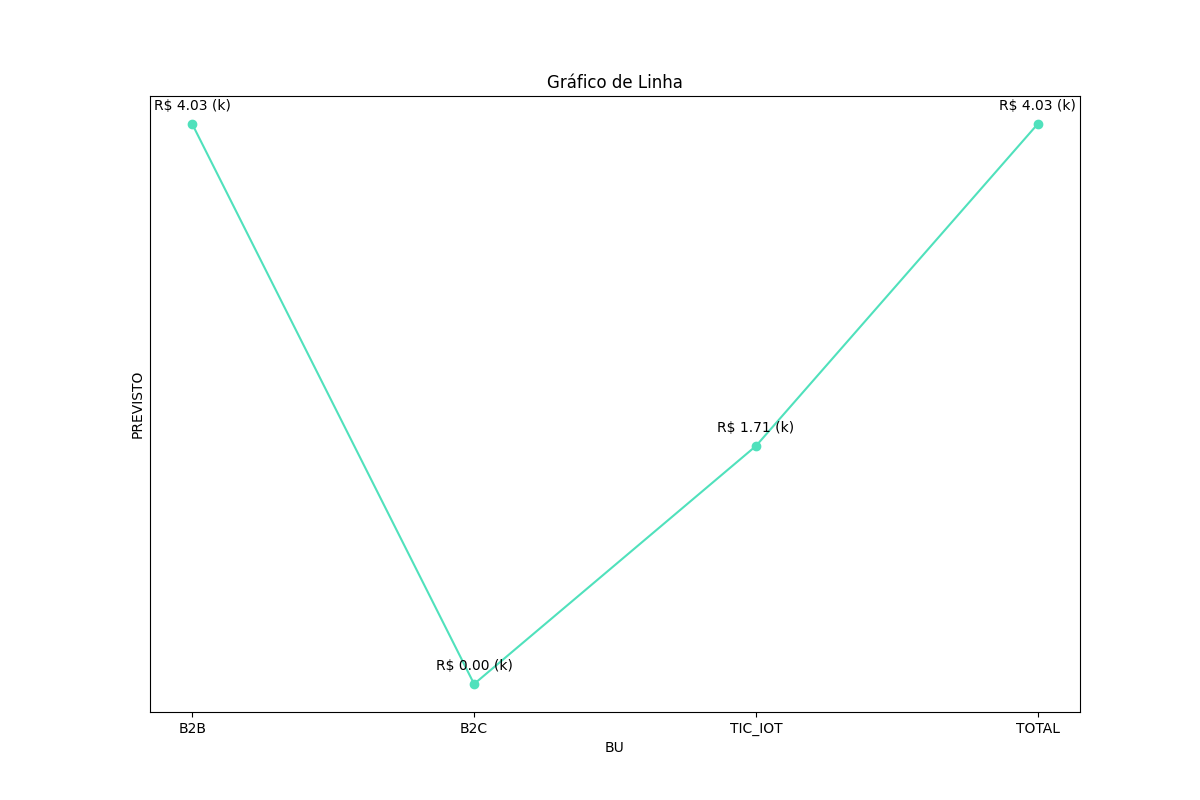 Gráfico de Linha
R$ 4.03 (k)
R$ 4.03 (k)
R$ 1.71 (k)
R$ 0.00 (k)
PREVISTO
B2B
B2C
TIC_IOT
TOTAL
BU